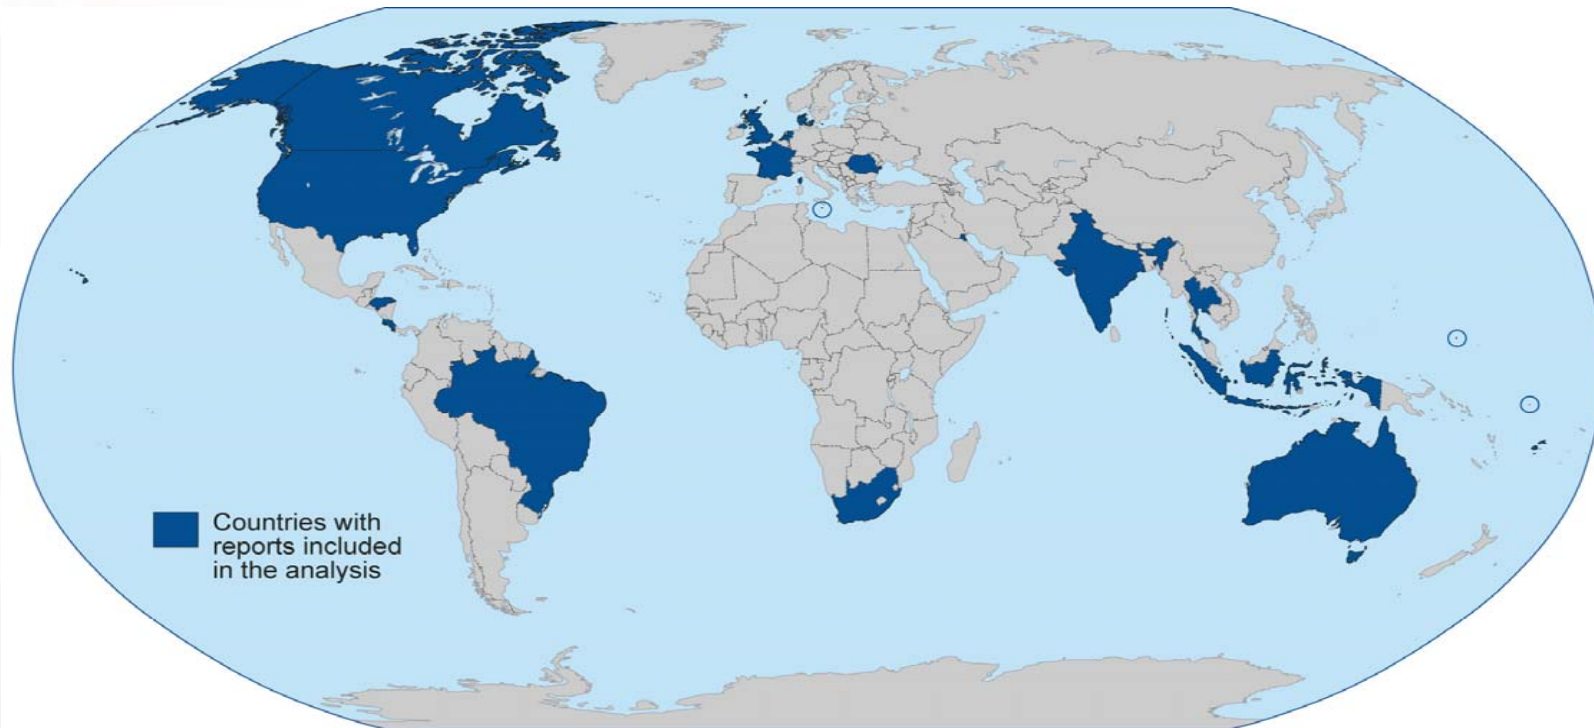 Countries with
reports included
in the analysis